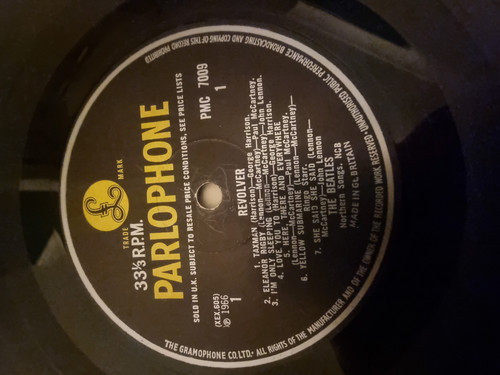 THE GRAMOPHONE CO.LTD. · ALL RIGHTS OF THE MANUFACTURER AND OF THE OWNER OF THE RECORDED WORK RESERVED · UNAUTHORISED PUBLIC PERFORMANCE, BROADCASTING AND COPYING OF THIS RECORD PROHIBITED
£
TRADE MARK
33⅓ R.P.M.
PARLOPHONE
SOLD IN U.K. SUBJECT TO RESALE PRICE CONDITIONS, SEE PRICE LISTS
(XEX.605) PMC 7009
℗ 1966
1 1
REVOLVER
1. TAXMAN (Harrison)—George Harrison.
2. ELEANOR RIGBY (Lennon—McCartney)—Paul McCartney.
3. I'M ONLY SLEEPING (Lennon—McCartney)—John Lennon.
4. LOVE YOU TO (Harrison)—George Harrison.
5. HERE, THERE AND EVERYWHERE
(Lennon—McCartney)—Paul McCartney.
6. YELLOW SUBMARINE (Lennon—McCartney)—
Ringo Starr.
7. SHE SAID SHE SAID (Lennon—
McCartney)—John Lennon
THE BEATLES
Northern Songs, NCB
MADE IN GT. BRITAIN